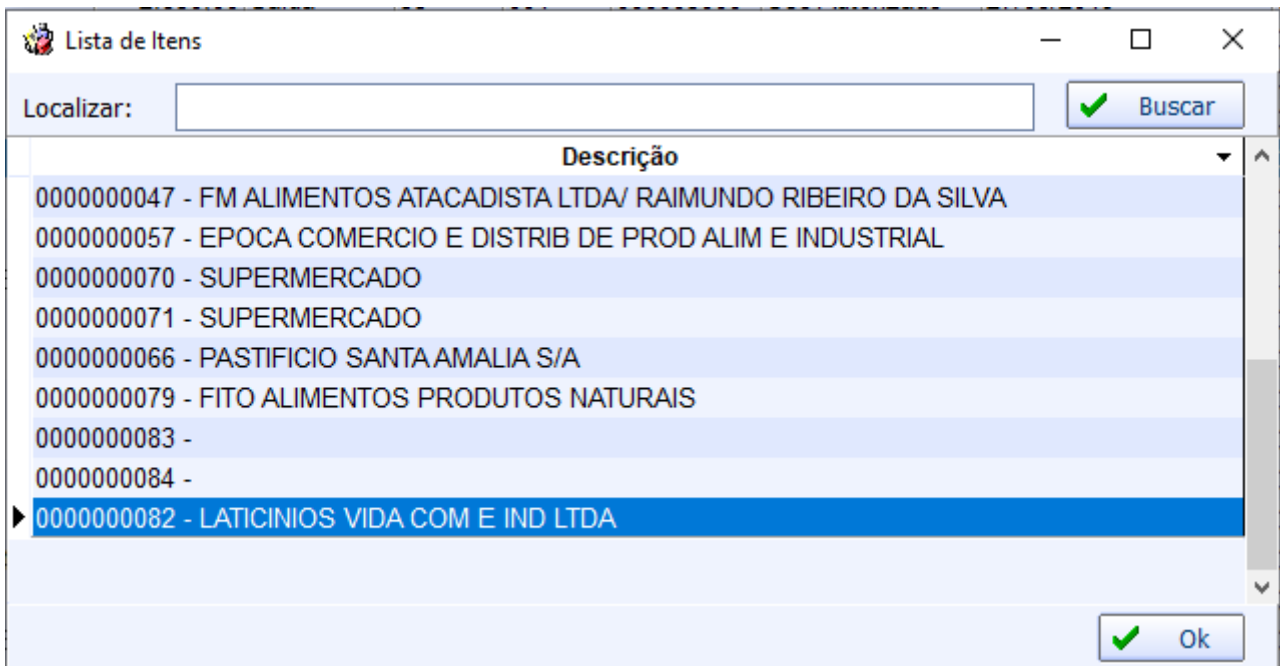 Lista de Itens
Localizar:
Buscar
Descrição
0000000047 - FM ALIMENTOS ATACADISTA LTDA/ RAIMUNDO RIBEIRO DA SILVA
0000000057 - EPOCA COMERCIO E DISTRIB DE PROD ALIM E INDUSTRIAL
0000000070 - SUPERMERCADO
0000000071 - SUPERMERCADO
0000000066 - PASTIFICIO SANTA AMALIA S/A
0000000079 - FITO ALIMENTOS PRODUTOS NATURAIS
0000000083 -
0000000084 -
0000000082 - LATICINIOS VIDA COM E IND LTDA
Ok